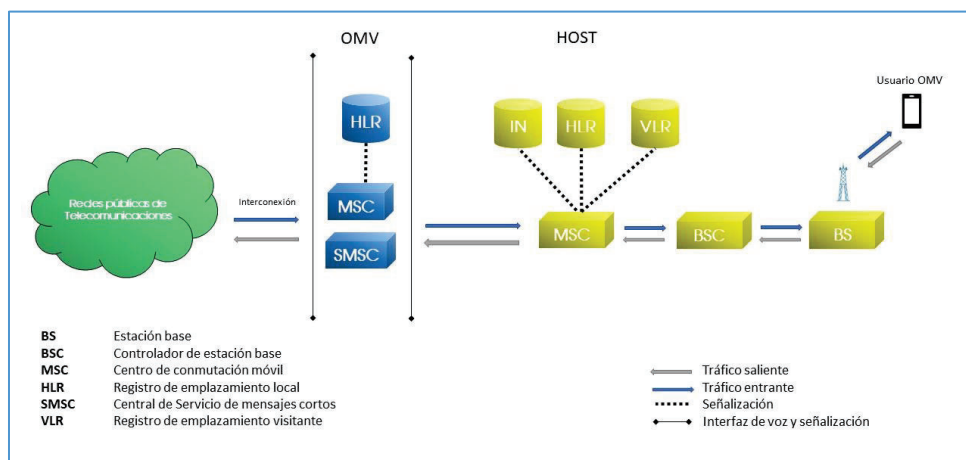 OMV
HOST
Usuario OMV
HLR
IN
HLR
VLR
Redes públicas de
Telecomunicaciones
Interconexión
MSC
SMSC
MSC
BSC
BS
BS Estación base
BSC Controlador de estación base
MSC Centro de conmutación móvil
HLR Registro de emplazamiento local
SMSC Central de Servicio de mensajes cortos
VLR Registro de emplazamiento visitante
Tráfico saliente
Tráfico entrante
Señalización
Interfaz de voz y señalización